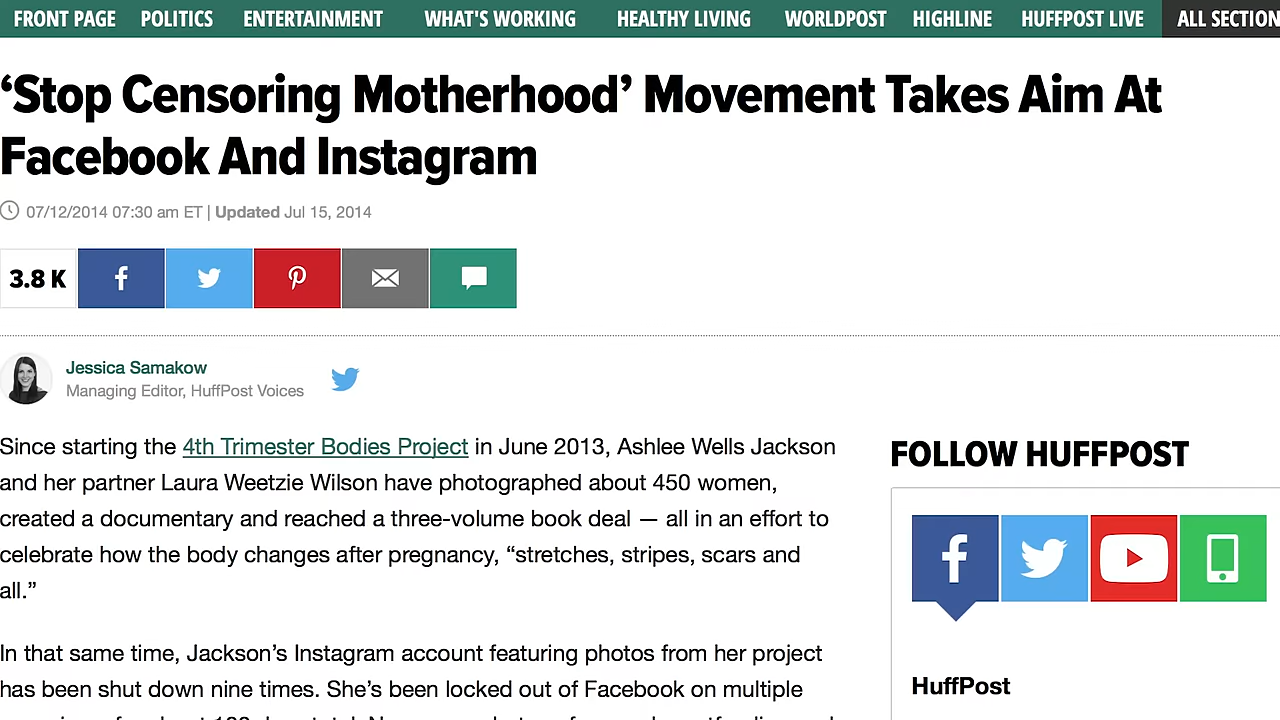 FRONT PAGE POLITICS ENTERTAINMENT WHAT'S WORKING HEALTHY LIVING WORLDPOST HIGHLINE HUFFPOST LIVE ALL SECTION
‘Stop Censoring Motherhood’ Movement Takes Aim At
Facebook And Instagram
07/12/2014 07:30 am ET | Updated Jul 15, 2014
3.8 K
Jessica Samakow
Managing Editor, HuffPost Voices
Since starting the 4th Trimester Bodies Project in June 2013, Ashlee Wells Jackson
and her partner Laura Weetzie Wilson have photographed about 450 women,
created a documentary and reached a three-volume book deal — all in an effort to
celebrate how the body changes after pregnancy, “stretches, stripes, scars and
all.”
In that same time, Jackson’s Instagram account featuring photos from her project
has been shut down nine times. She’s been locked out of Facebook on multiple
FOLLOW HUFFPOST
HuffPost